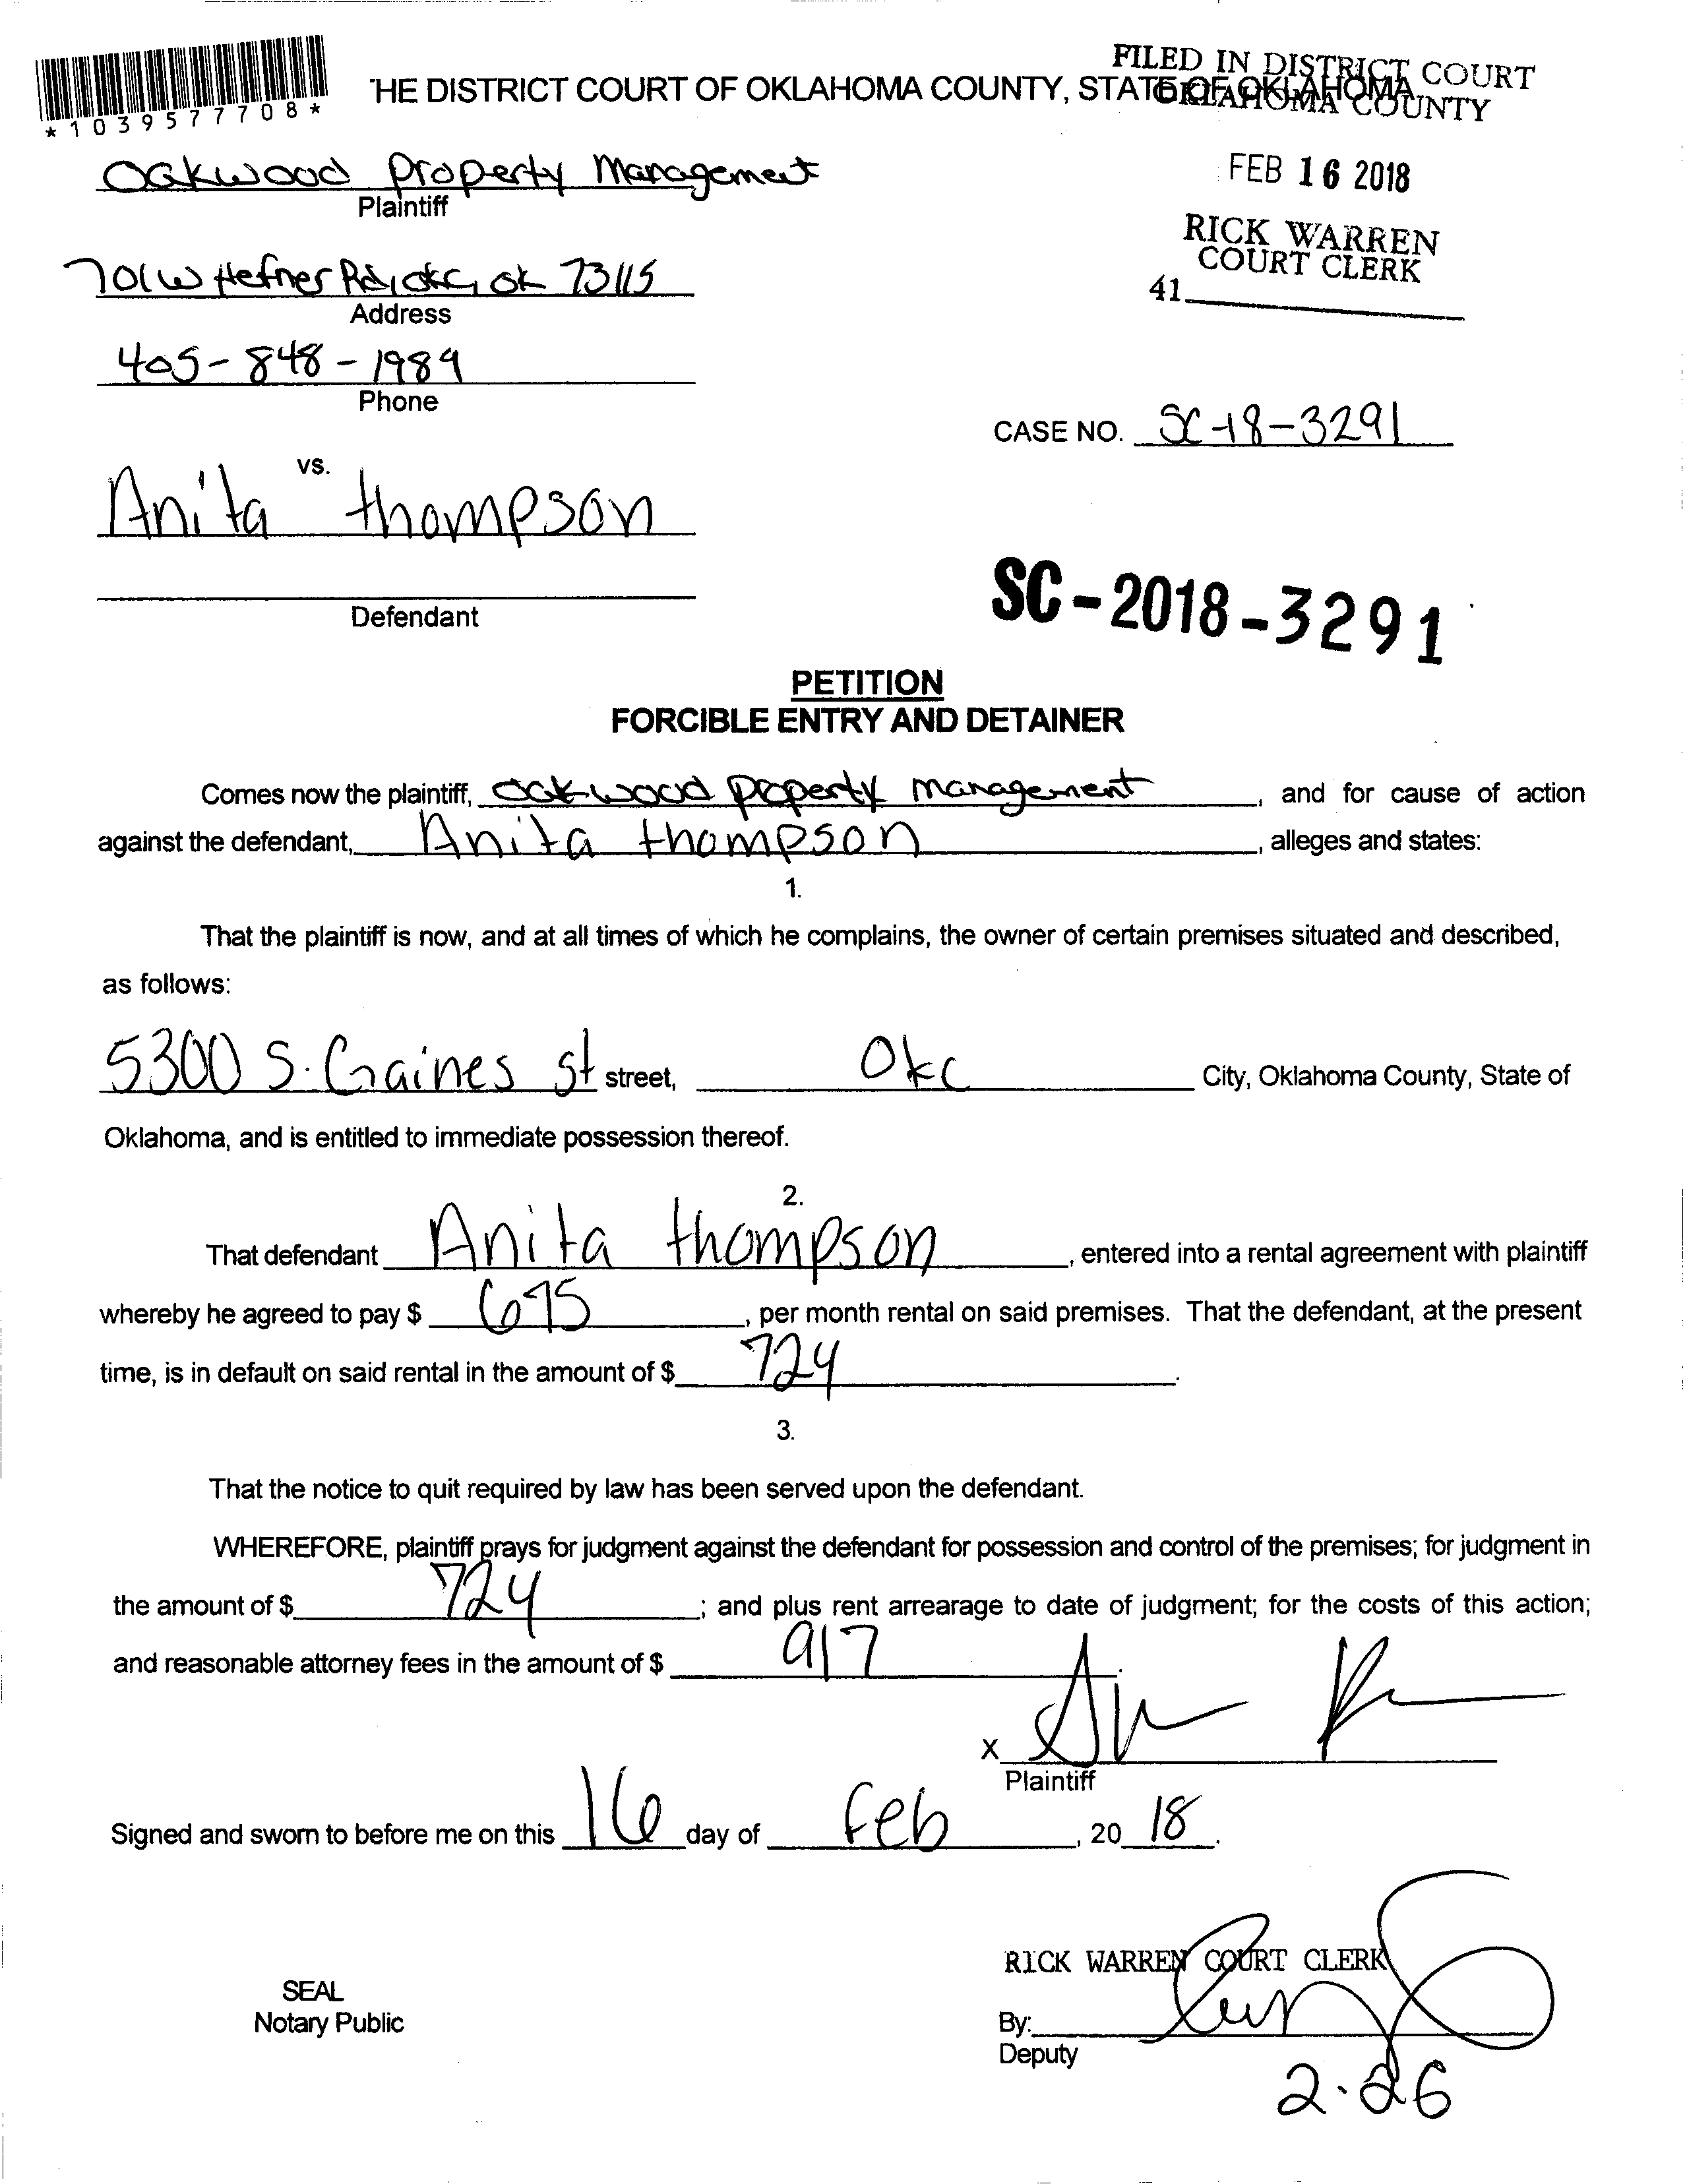 *1039577708*
FILED IN DISTRICT COURT
OKLAHOMA COUNTY
'HE DISTRICT COURT OF OKLAHOMA COUNTY, STATE OF OKLAHOMA
FEB 16 2018
RICK WARREN
COURT CLERK
41
Oakwood Property Management
Plaintiff
701 W Hefner Rd, OKC, OK 73115
Address
405-848-1989
Phone
CASE NO. SC-18-3291
vs.
Anita thompson
Defendant
SC-2018-3291
PETITION
FORCIBLE ENTRY AND DETAINER
Comes now the plaintiff, Oakwood property management, and for cause of action
against the defendant, Anita thompson, alleges and states:
1.
That the plaintiff is now, and at all times of which he complains, the owner of certain premises situated and described,
as follows:
5300 S. Gaines st street, OKC City, Oklahoma County, State of
Oklahoma, and is entitled to immediate possession thereof.
2.
That defendant Anita thompson, entered into a rental agreement with plaintiff
whereby he agreed to pay $ 695, per month rental on said premises. That the defendant, at the present
time, is in default on said rental in the amount of $ 724.
3.
That the notice to quit required by law has been served upon the defendant.
WHEREFORE, plaintiff prays for judgment against the defendant for possession and control of the premises; for judgment in
the amount of $ 724; and plus rent arrearage to date of judgment; for the costs of this action;
and reasonable attorney fees in the amount of $ 917.
X
Plaintiff
Signed and sworn to before me on this 16 day of Feb, 20 18.
RICK WARREN COURT CLERK
SEAL
Notary Public
By:
Deputy
2.26